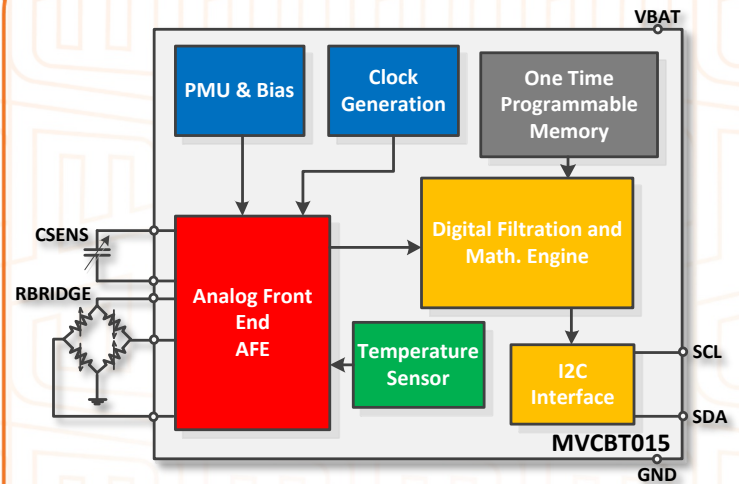 VBAT
PMU & Bias
Clock
Generation
One Time
Programmable
Memory
CSENS
Digital Filtration and
Math. Engine
RBRIDGE
Analog Front
End
AFE
Temperature
Sensor
I2C
Interface
SCL
SDA
MVCBT015
GND